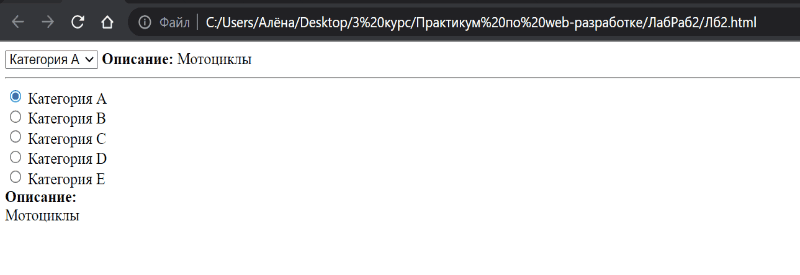 Файл C:/Users/Алёна/Desktop/3%20курс/Практикум%20по%20web-разработке/ЛабРаб2/Лб2.html
Категория A Описание: Мотоциклы
Категория A
Категория B
Категория C
Категория D
Категория E
Описание:
Мотоциклы